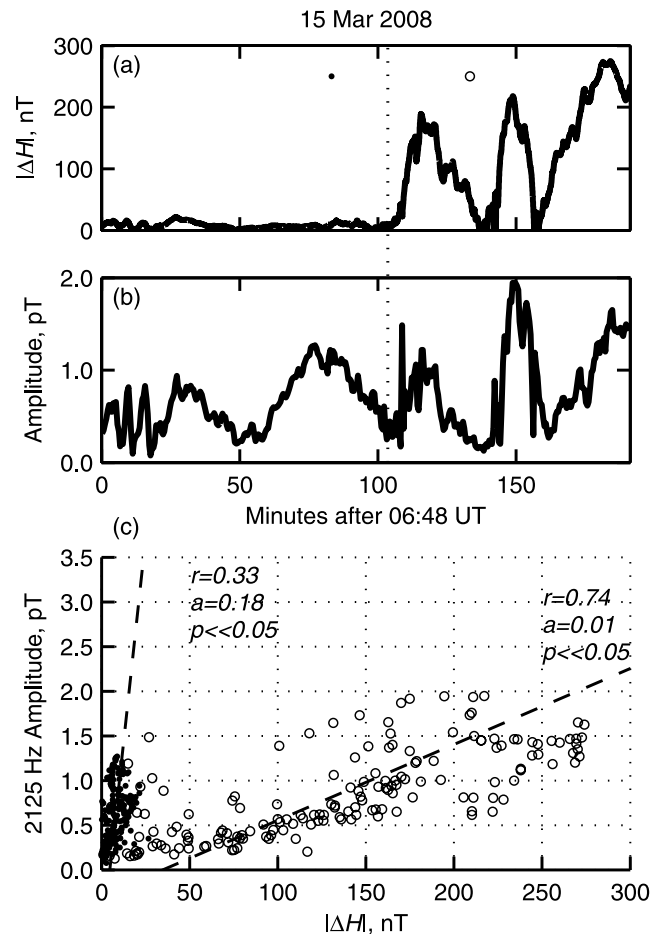 15 Mar 2008
(a)
300
200
100
0
|ΔH|, nT
(b)
2.0
1.0
0.0
Amplitude, pT
0 50 100 150
Minutes after 06:48 UT
(c)
3.5
3.0
2.5
2.0
1.5
1.0
0.5
0.0
2125 Hz Amplitude, pT
r=0.33
a=0.18
p<<0.05
r=0.74
a=0.01
p<<0.05
0 50 100 150 200 250 300
|ΔH|, nT